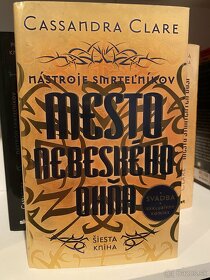 CASSANDRA CLARE
NÁSTROJE SMRTEĽNÍKOV
MESTO
NEBESKÉHO
OHŇA
SVADBA
ŠIESTA
KNIHA